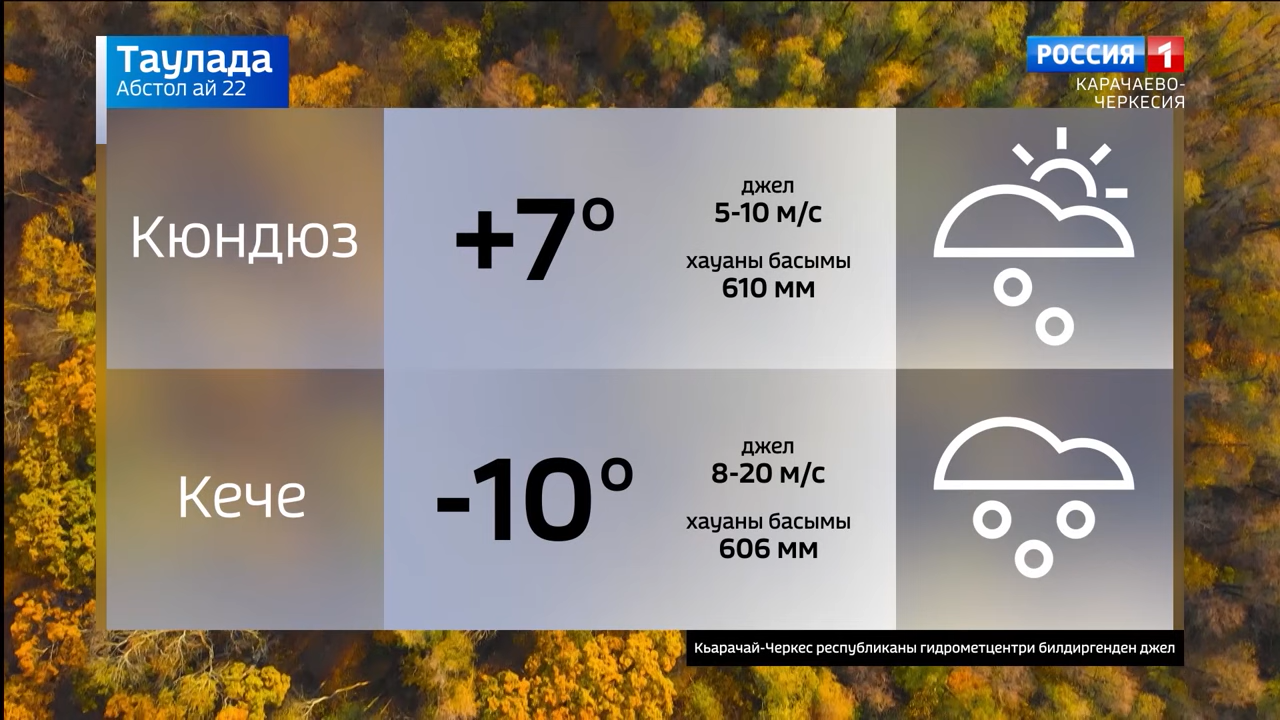 Таулада
Абстол ай 22
РОССИЯ 1
КАРАЧАЕВО-
ЧЕРКЕСИЯ
Кюндюз
+7°
джел
5-10 м/с
хауаны басымы
610 мм
Кече
-10°
джел
8-20 м/с
хауаны басымы
606 мм
Кьарачай-Черкес республиканы гидрометцентри билдиргенден джел